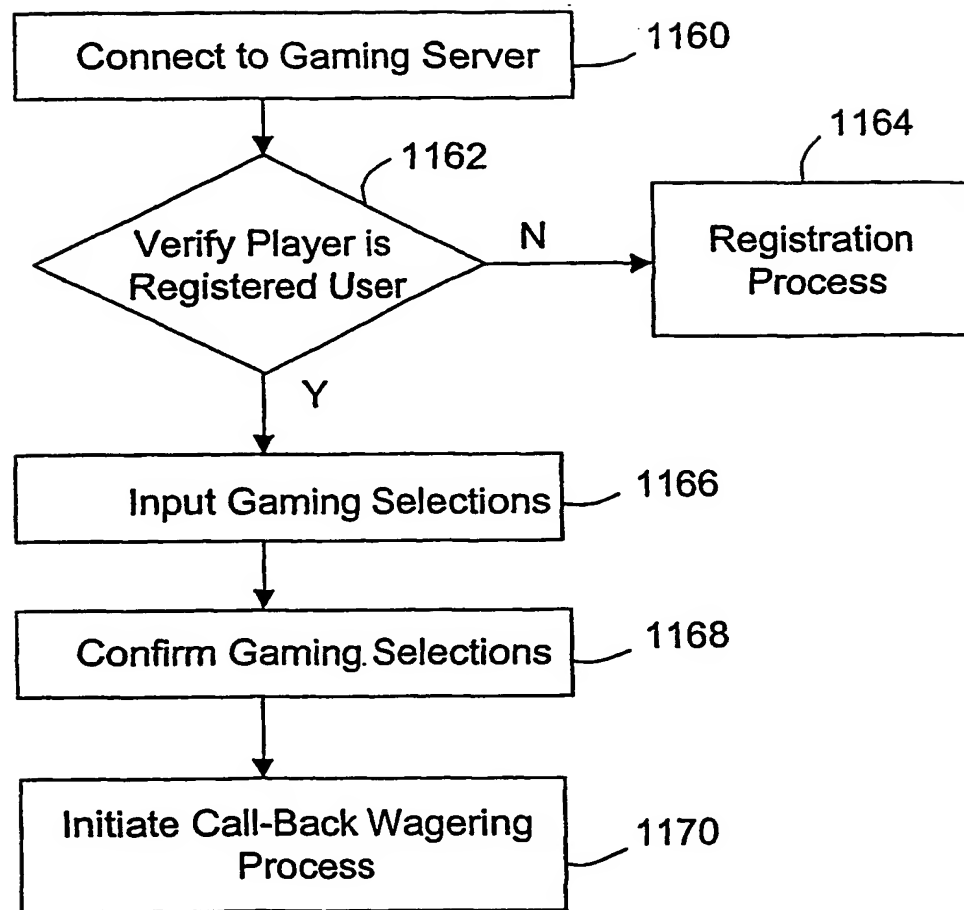 Connect to Gaming Server
1160
1162
Verify Player is
Registered User
N
1164
Registration
Process
Y
Input Gaming Selections
1166
Confirm Gaming Selections
1168
Initiate Call-Back Wagering
Process
1170